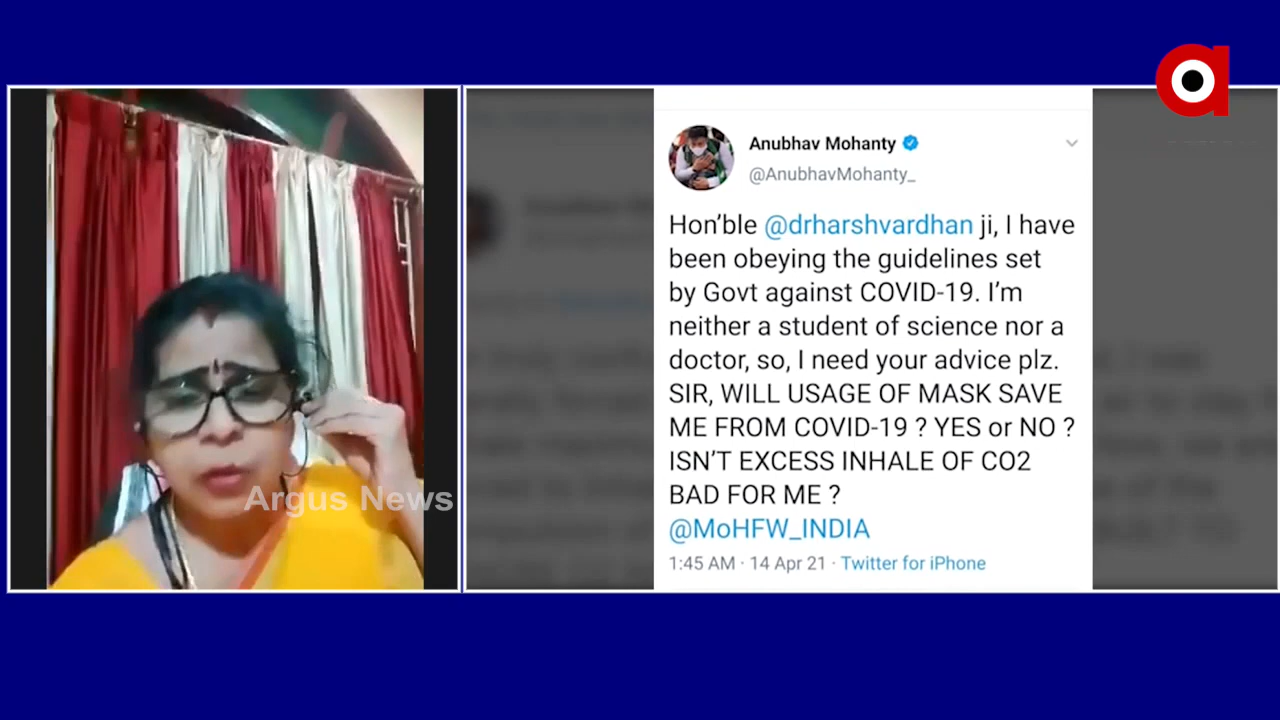 Anubhav Mohanty
@AnubhavMohanty_
Hon'ble @drharshvardhan ji, I have
been obeying the guidelines set
by Govt against COVID-19. I'm
neither a student of science nor a
doctor, so, I need your advice plz.
SIR, WILL USAGE OF MASK SAVE
ME FROM COVID-19 ? YES or NO ?
ISN'T EXCESS INHALE OF CO2
BAD FOR ME ?
@MoHFW_INDIA
1:45 AM · 14 Apr 21 · Twitter for iPhone
Argus News